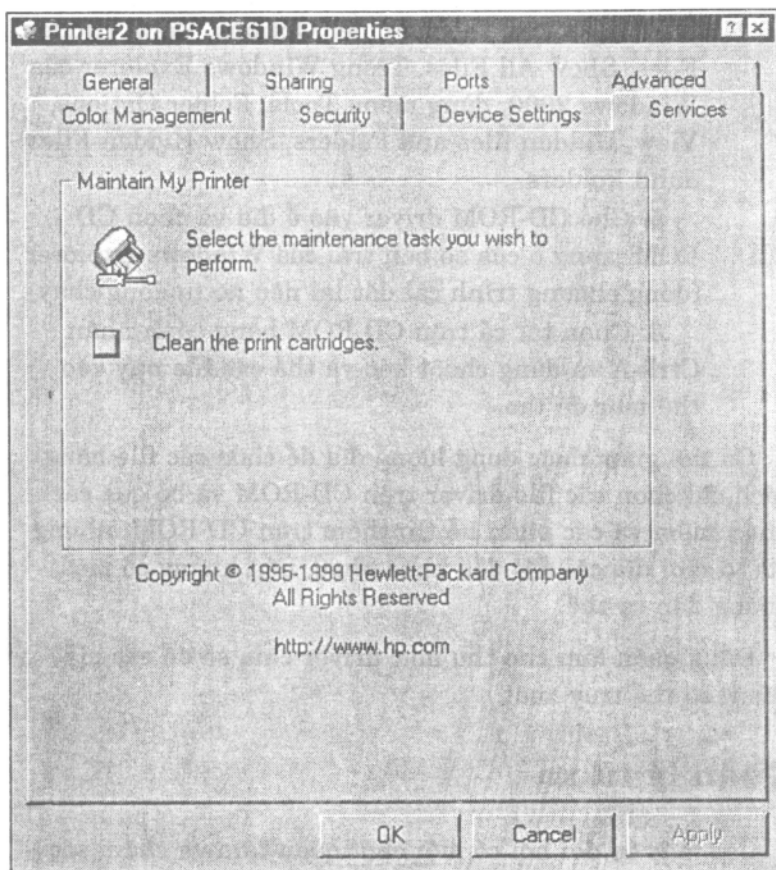 Printer2 on PSACE61D Properties
General Sharing Ports Advanced
Color Management Security Device Settings Services
Maintain My Printer
Select the maintenance task you wish to
perform.
Clean the print cartridges.
Copyright © 1995-1999 Hewlett-Packard Company
All Rights Reserved
http://www.hp.com
OK Cancel Apply